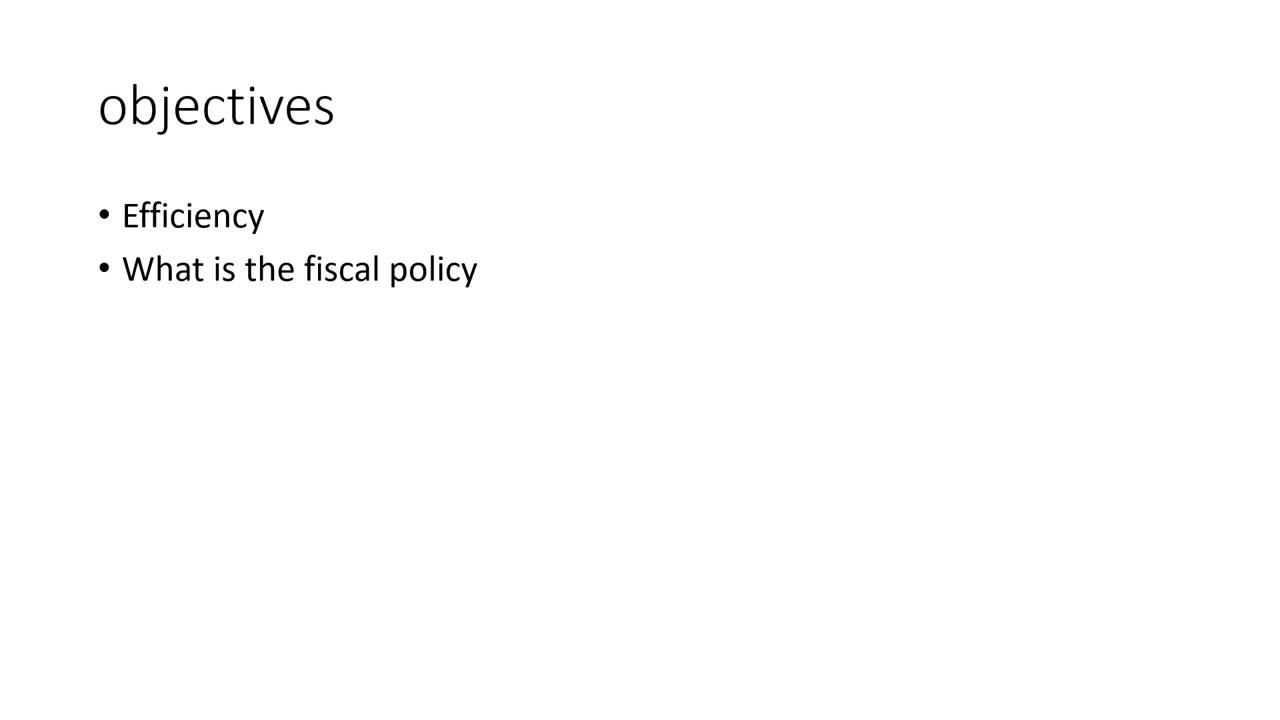 objectives
• Efficiency
• What is the fiscal policy